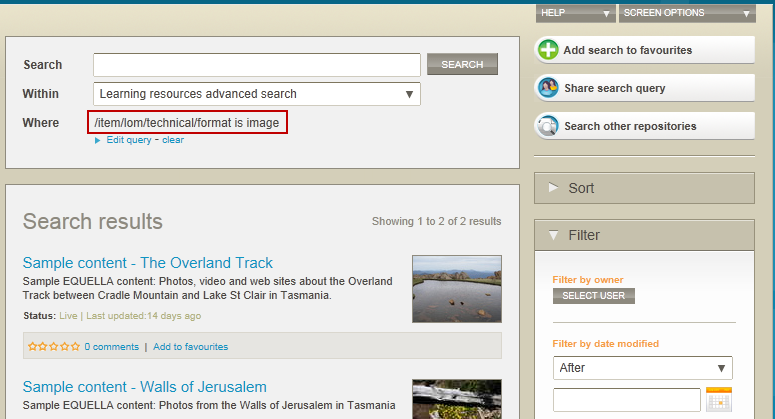 HELP
SCREEN OPTIONS
Search
SEARCH
Within
Learning resources advanced search
Where
/item/lom/technical/format is image
Edit query - clear
Add search to favourites
Share search query
Search other repositories
Search results
Showing 1 to 2 of 2 results
Sample content - The Overland Track
Sample EQUELLA content: Photos, video and web sites about the Overland
Track between Cradle Mountain and Lake St Clair in Tasmania.
Status: Live | Last updated:14 days ago
0 comments | Add to favourites
Sample content - Walls of Jerusalem
Sample EQUELLA content: Photos from the Walls of Jerusalem in Tasmania
Sort
Filter
Filter by owner
SELECT USER
Filter by date modified
After